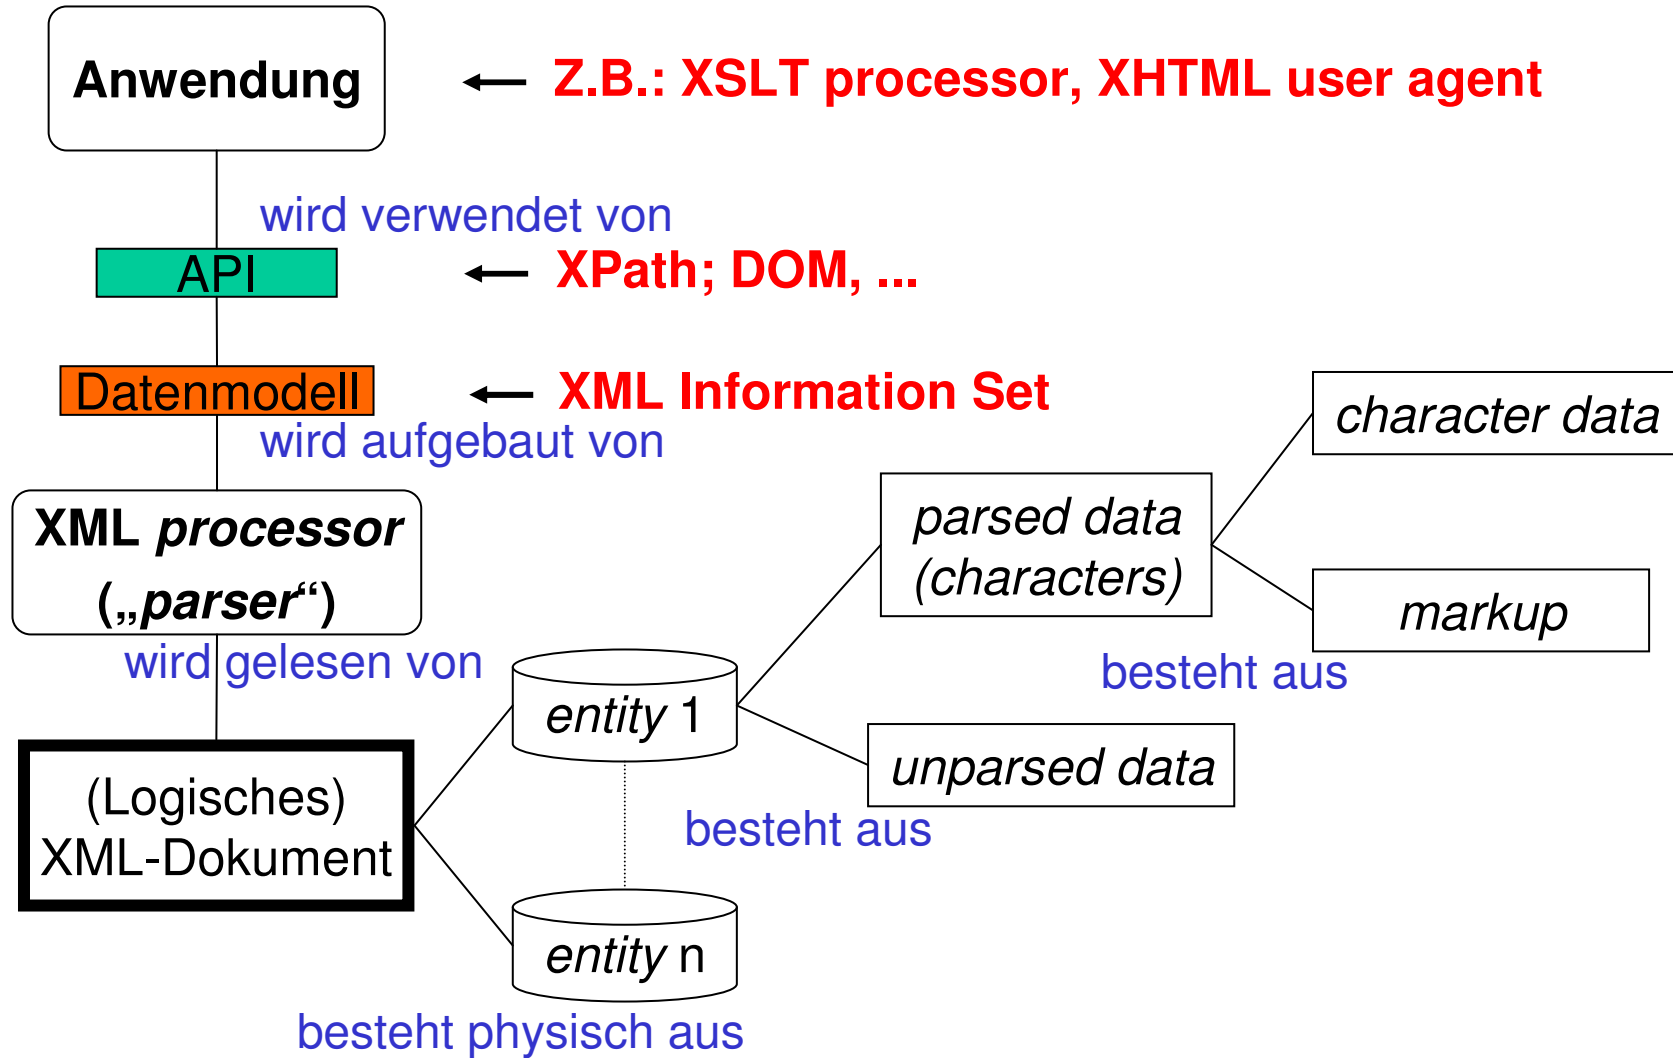 Anwendung
Z.B.: XSLT processor, XHTML user agent
wird verwendet von
API
XPath; DOM, ...
Datenmodell
XML Information Set
wird aufgebaut von
XML processor
(„parser“)
wird gelesen von
(Logisches)
XML-Dokument
entity 1
entity n
besteht physisch aus
parsed data
(characters)
unparsed data
besteht aus
character data
markup
besteht aus